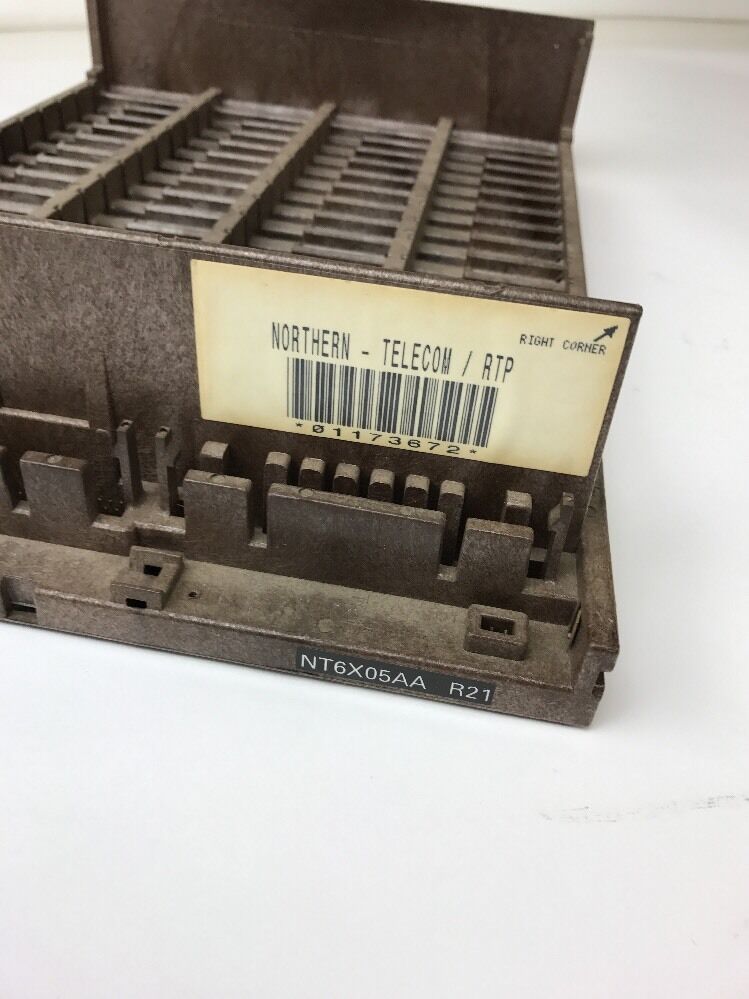 RIGHT CORNER
NORTHERN - TELECOM / RTP
*01173672*
NT6X05AA R21